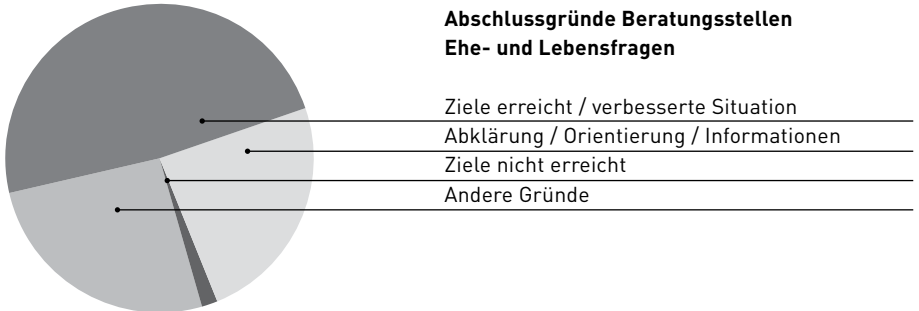 Abschlussgründe Beratungsstellen
Ehe- und Lebensfragen
Ziele erreicht / verbesserte Situation
Abklärung / Orientierung / Informationen
Ziele nicht erreicht
Andere Gründe